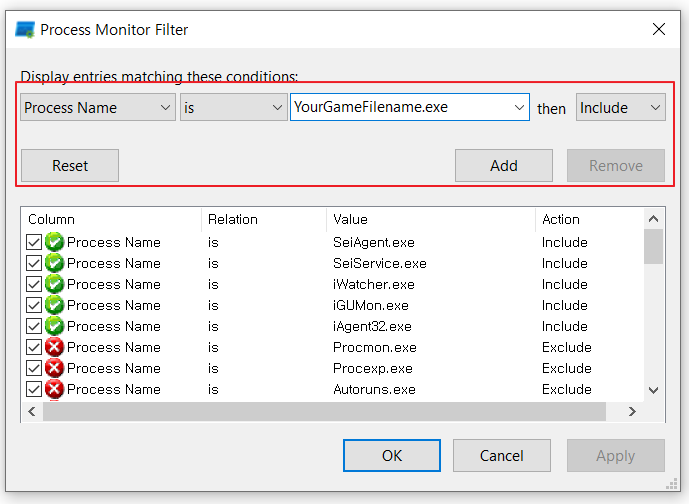 Process Monitor Filter
Display entries matching these conditions:
Process Name is YourGameFilename.exe then Include
Reset Add Remove
Column Relation Value Action
Process Name is SeiAgent.exe Include
Process Name is SeiService.exe Include
Process Name is iWatcher.exe Include
Process Name is iGUMon.exe Include
Process Name is iAgent32.exe Include
Process Name is Procmon.exe Exclude
Process Name is Procexp.exe Exclude
Process Name is Autoruns.exe Exclude
OK Cancel Apply